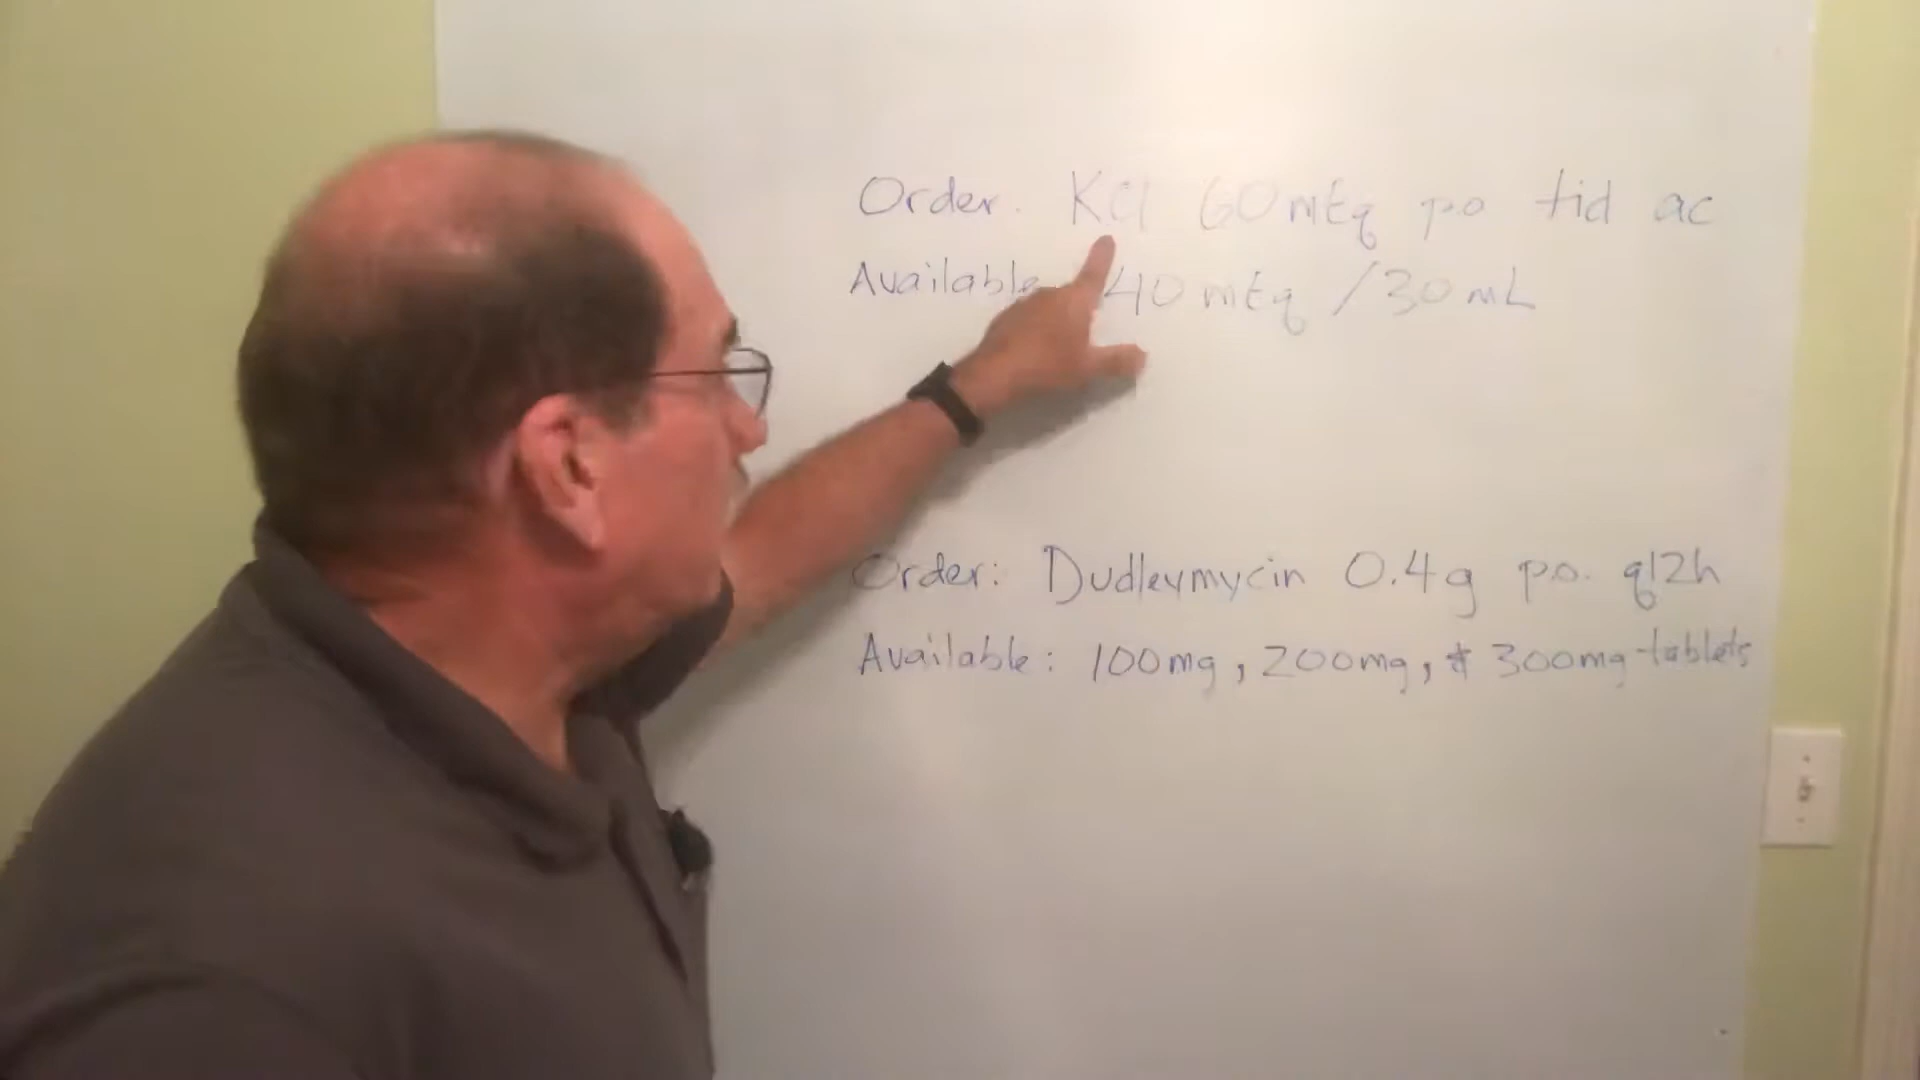 Order: KCl 60 mEq po tid ac
Available: 40 mEq /30 mL
Order: Dudleymycin 0.4g p.o. q12h
Available: 100mg, 200mg, & 300mg tablets